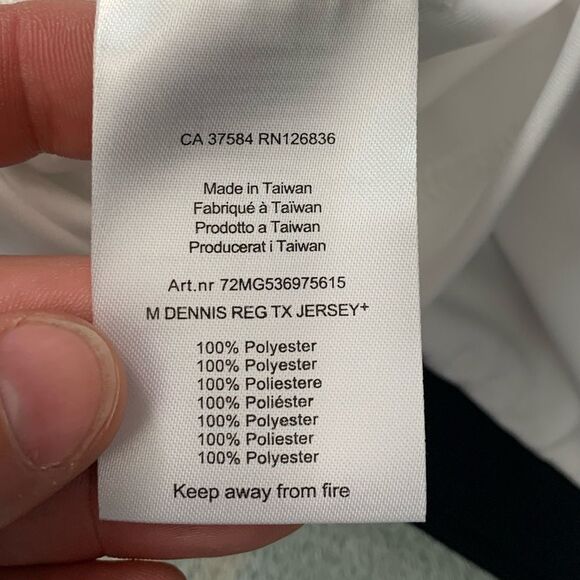 CA 37584 RN126836
Made in Taiwan
Fabriqué à Taïwan
Prodotto a Taiwan
Producerat i Taiwan
Art.nr 72MG536975615
M DENNIS REG TX JERSEY+
100% Polyester
100% Polyester
100% Poliestere
100% Poliéster
100% Polyester
100% Poliester
100% Polyester
Keep away from fire